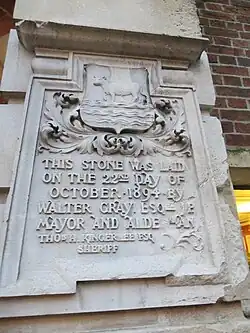 THIS STONE WAS LAID
ON THE 22ND DAY OF
OCTOBER 1894 BY
WALTER GRAY ESQ THE
MAYOR AND ALDERMAN
THOS H. KINGERLEE ESQ
SHERIFF